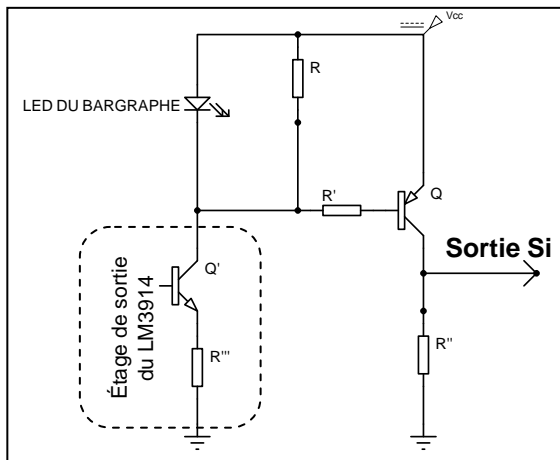 Vcc
R
LED DU BARGRAPHE
R'
Q
Sortie Si
Q'
Étage de sortie
du LM3914
R'''
R''